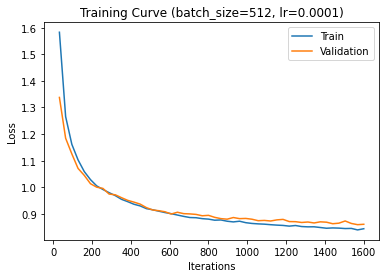 Training Curve (batch_size=512, lr=0.0001)
Train
Validation
1.6
1.5
1.4
1.3
1.2
1.1
1.0
0.9
Loss
0 200 400 600 800 1000 1200 1400 1600
Iterations